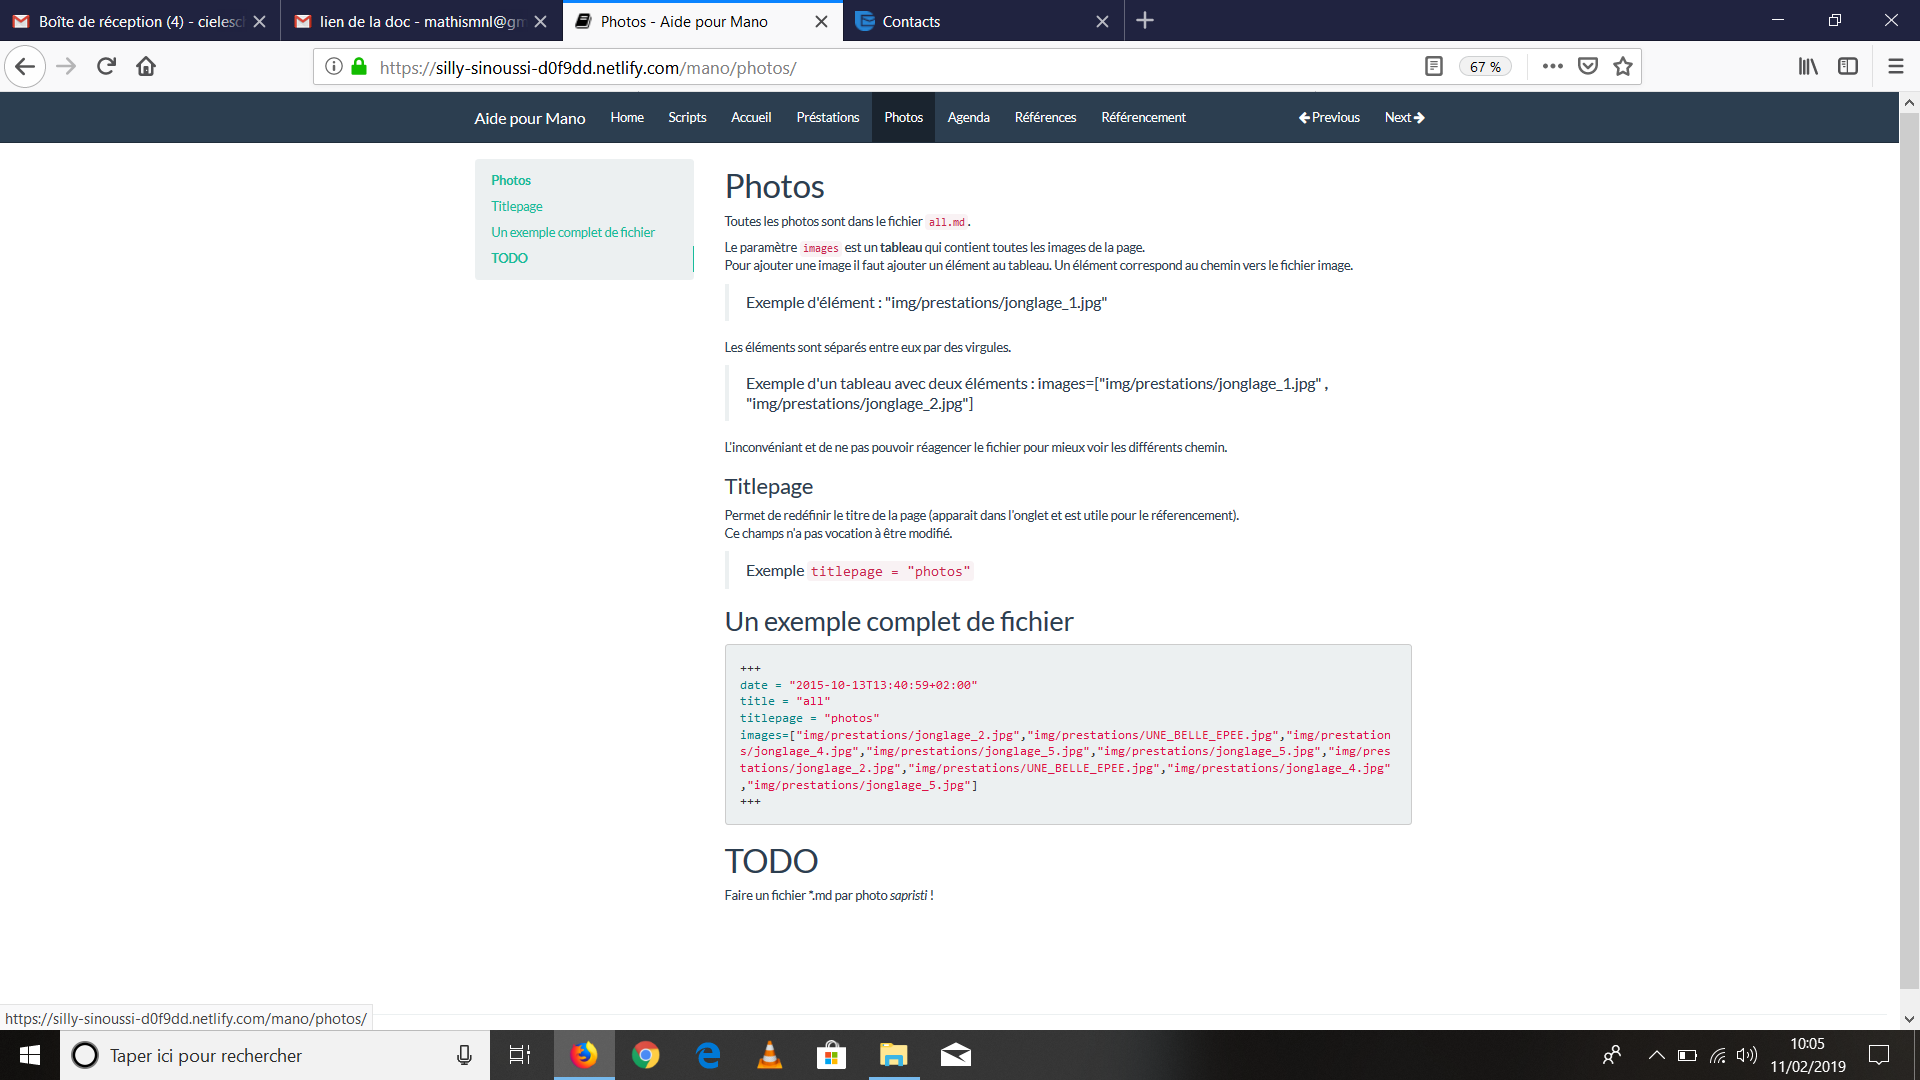 Boîte de réception (4) - cielesc
lien de la doc - mathismnl@gm
Photos - Aide pour Mano
Contacts
https://silly-sinoussi-d0f9dd.netlify.com/mano/photos/
67 %
Aide pour Mano Home Scripts Accueil Préstations Photos Agenda Références Référencement Previous Next
Photos
Titlepage
Un exemple complet de fichier
TODO
Photos
Toutes les photos sont dans le fichier all.md.
Le paramètre images est un tableau qui contient toutes les images de la page.
Pour ajouter une image il faut ajouter un élément au tableau. Un élément correspond au chemin vers le fichier image.
Exemple d'élément : "img/prestations/jonglage_1.jpg"
Les éléments sont séparés entre eux par des virgules.
Exemple d'un tableau avec deux éléments : images=["img/prestations/jonglage_1.jpg" ,
"img/prestations/jonglage_2.jpg"]
L'inconvéniant et de ne pas pouvoir réagencer le fichier pour mieux voir les différents chemin.
Titlepage
Permet de redéfinir le titre de la page (apparait dans l'onglet et est utile pour le réferencement).
Ce champs n'a pas vocation à être modifié.
Exemple titlepage = "photos"
Un exemple complet de fichier
+++
date = "2015-10-13T13:40:59+02:00"
title = "all"
titlepage = "photos"
images=["img/prestations/jonglage_2.jpg","img/prestations/UNE_BELLE_EPEE.jpg","img/prestation
s/jonglage_4.jpg","img/prestations/jonglage_5.jpg","img/prestations/jonglage_5.jpg","img/pres
tations/jonglage_2.jpg","img/prestations/UNE_BELLE_EPEE.jpg","img/prestations/jonglage_4.jpg"
,"img/prestations/jonglage_5.jpg"]
+++
TODO
Faire un fichier *.md par photo sapristi !
https://silly-sinoussi-d0f9dd.netlify.com/mano/photos/
Taper ici pour rechercher
10:05
11/02/2019